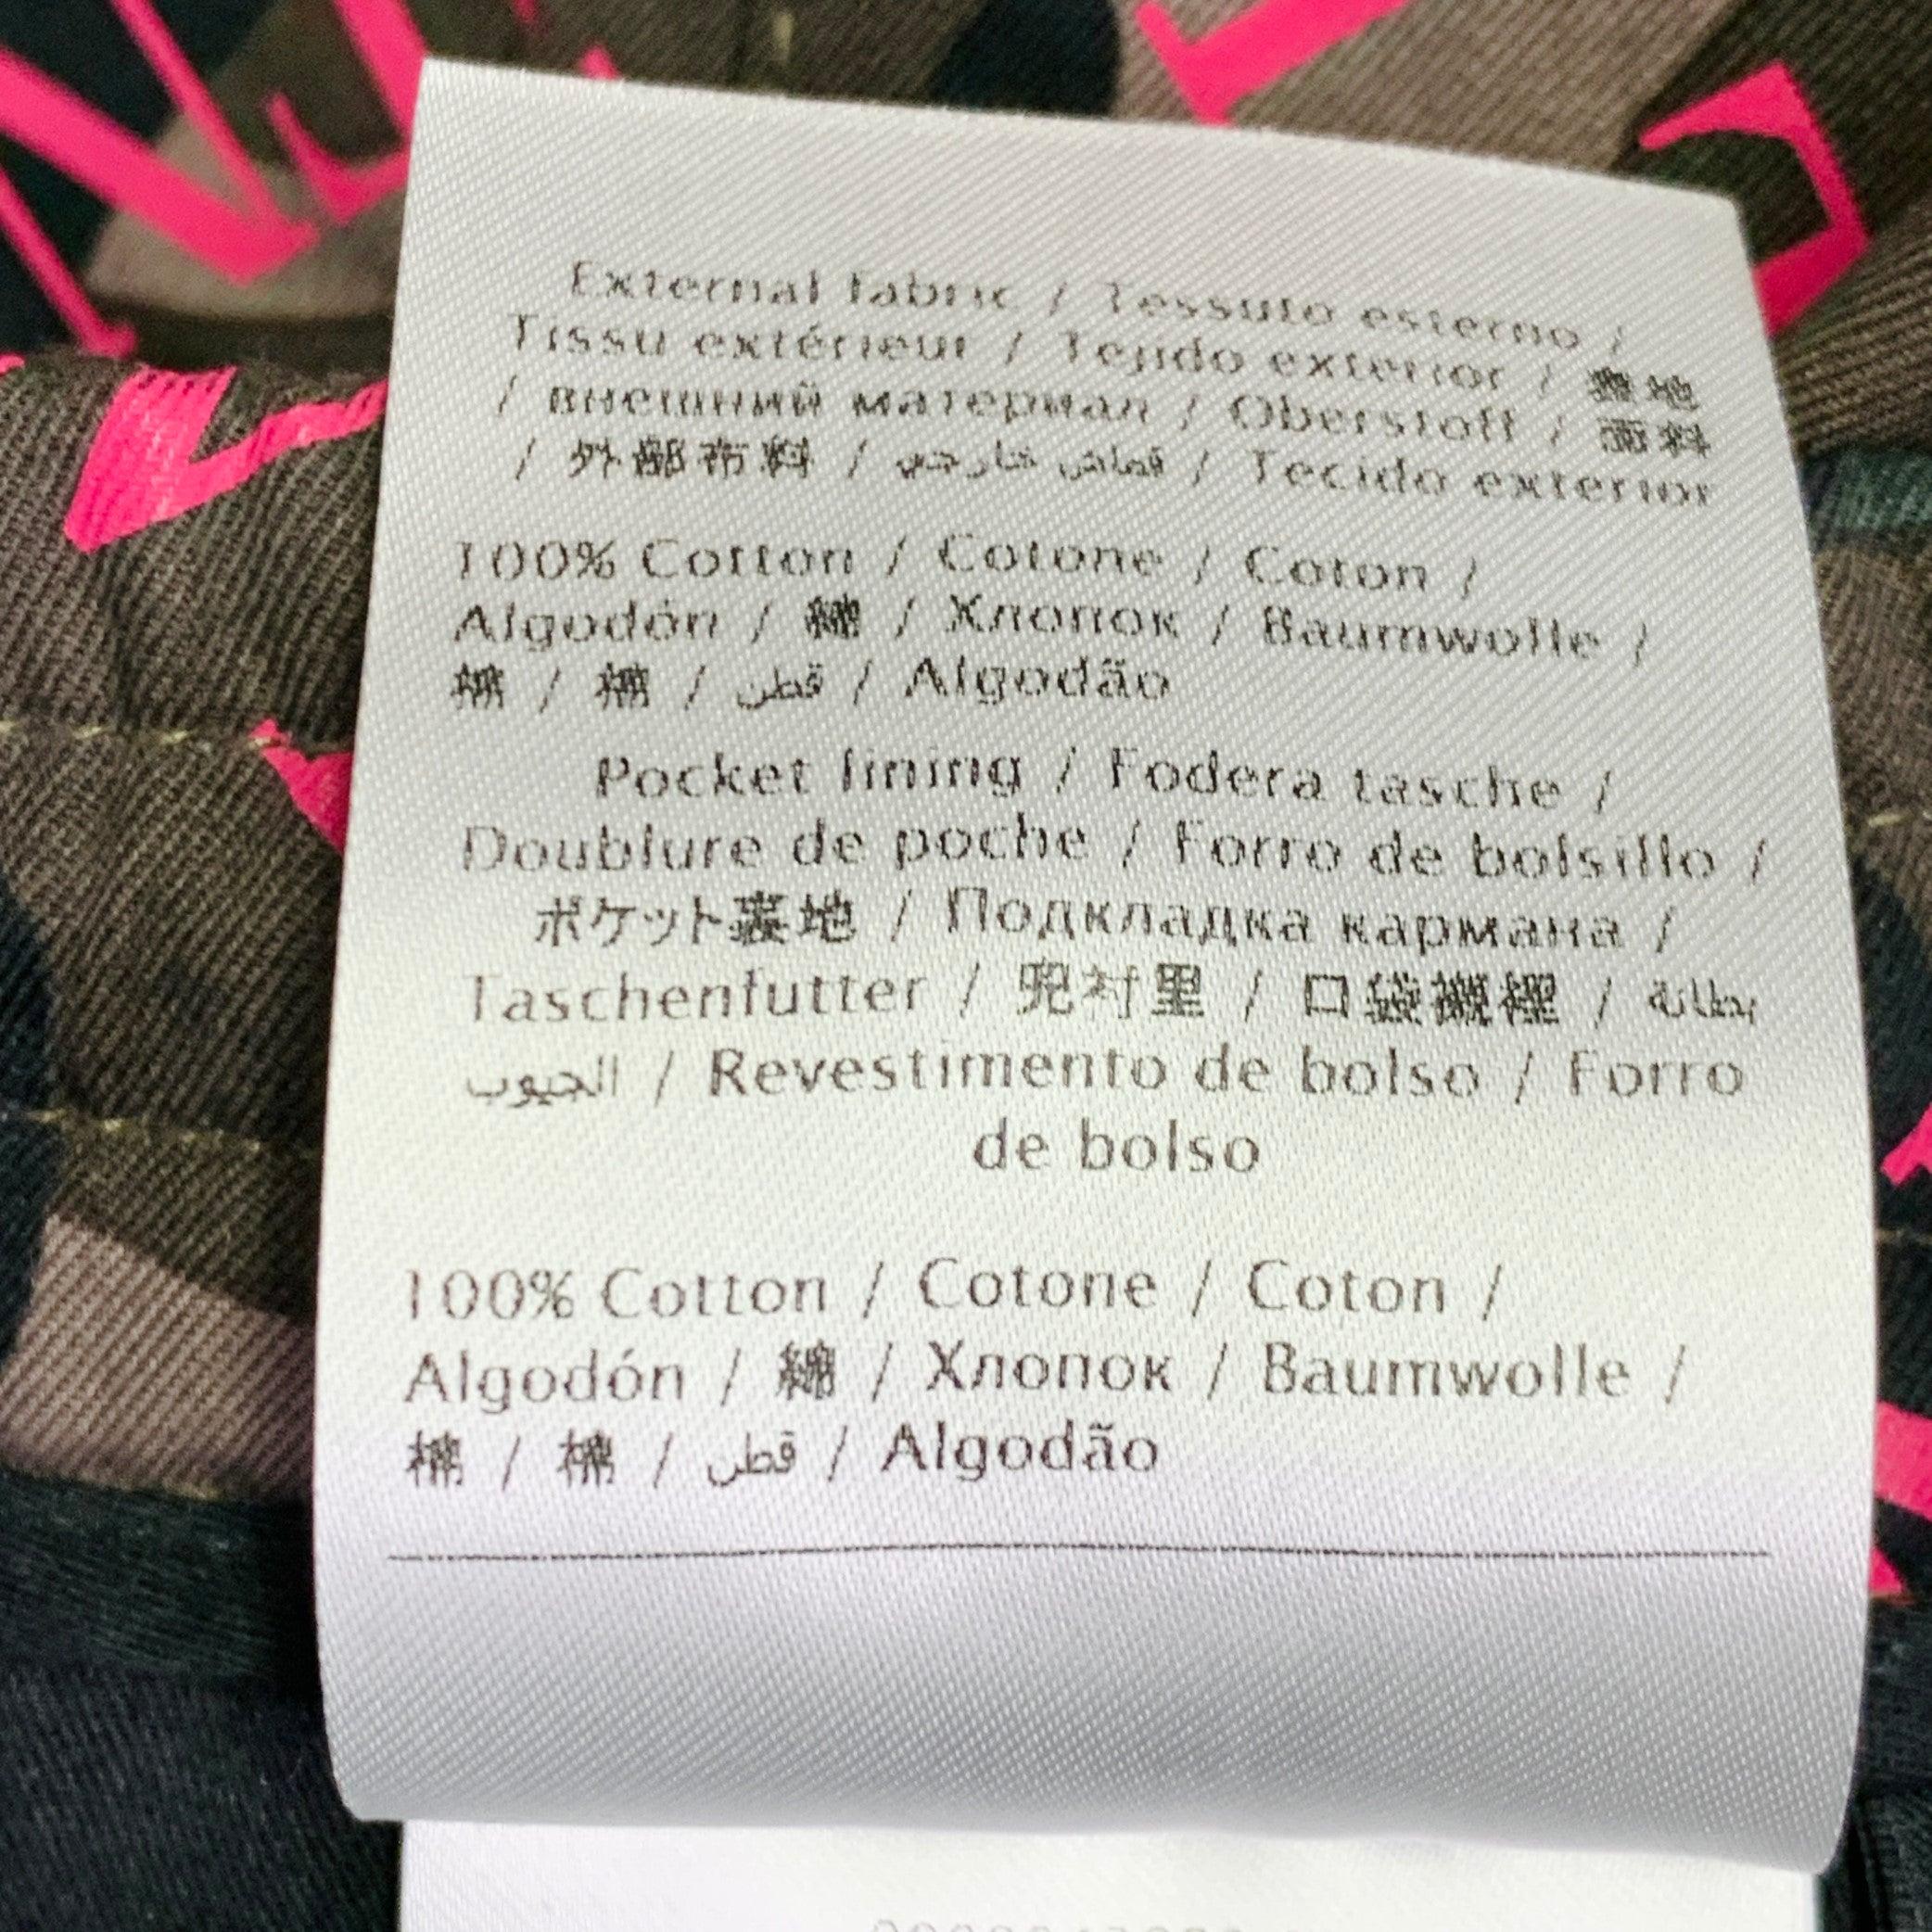 External fabric / Tessuto esterno /
Tissu extérieur / Tejido exterior / 表地
/ внешний материал / Oberstoff / 面料
/ 外部布料 / قماش خارجي / Tecido exterior
100% Cotton / Cotone / Coton /
Algodón / 綿 / Хлопок / Baumwolle /
棉 / 棉 / قطن / Algodão
Pocket lining / Fodera tasche /
Doublure de poche / Forro de bolsillo /
ポケット裏地 / Подкладка кармана /
Taschenfutter / 兜衬里 / 口袋襯裡 / بطانة
الجيوب / Revestimento de bolso / Forro
de bolso
100% Cotton / Cotone / Coton /
Algodón / 綿 / Хлопок / Baumwolle /
棉 / 棉 / قطن / Algodão